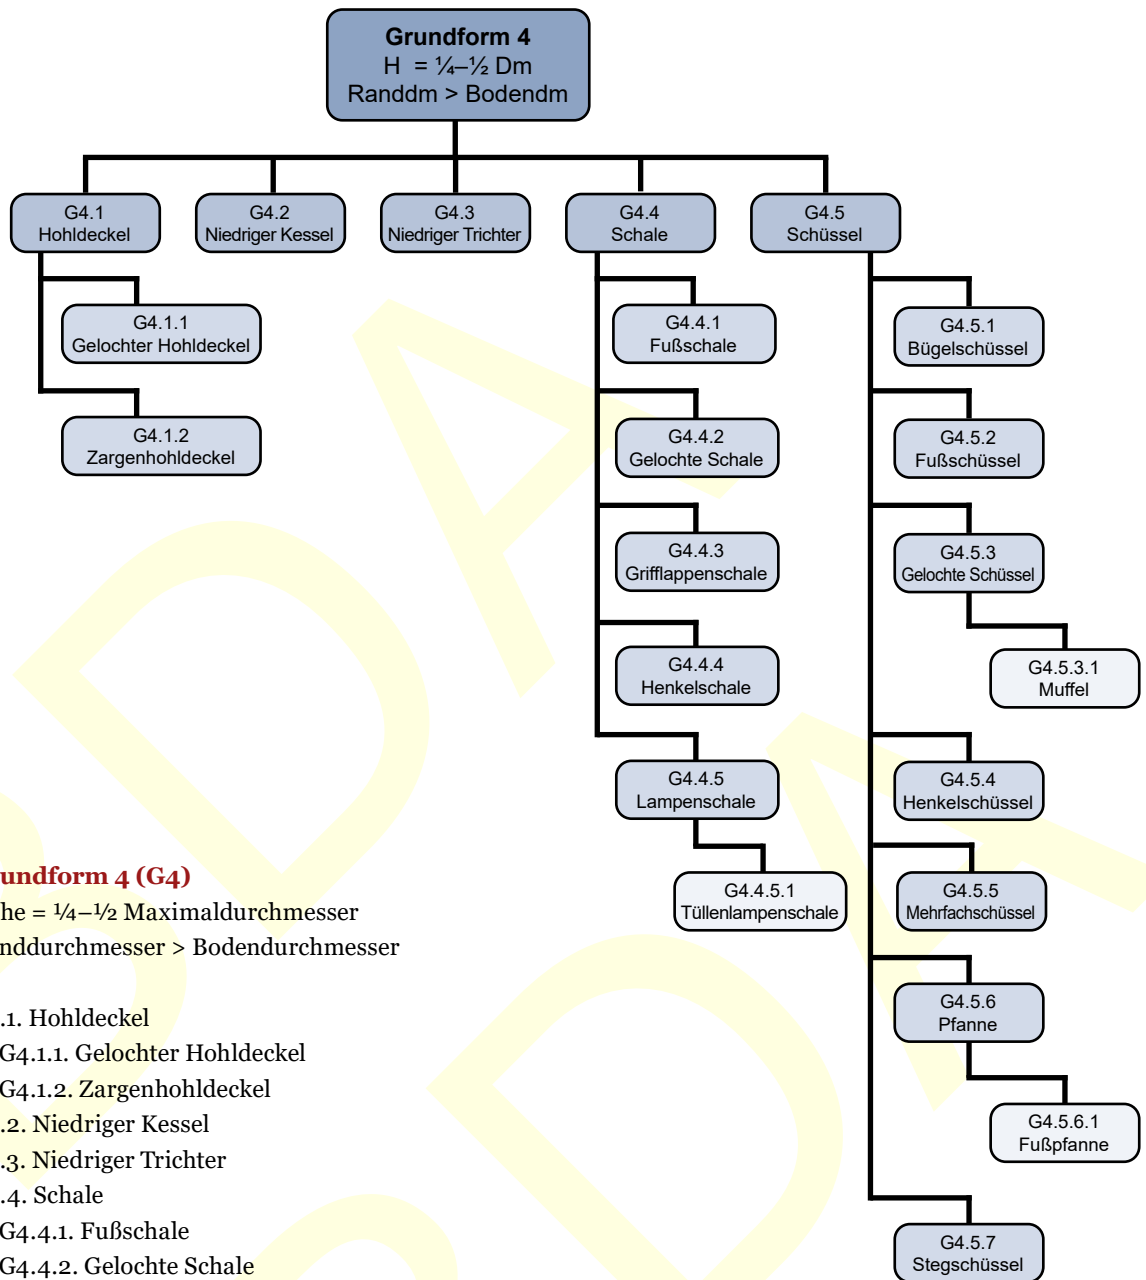 Grundform 4
H = ¼–½ Dm
Randdm > Bodendm
G4.1
Hohldeckel
G4.2
Niedriger Kessel
G4.3
Niedriger Trichter
G4.4
Schale
G4.5
Schüssel
G4.1.1
Gelochter Hohldeckel
G4.1.2
Zargenhohldeckel
G4.4.1
Fußschale
G4.4.2
Gelochte Schale
G4.4.3
Grifflappenschale
G4.4.4
Henkelschale
G4.4.5
Lampenschale
G4.4.5.1
Tüllenlampenschale
G4.5.1
Bügelschüssel
G4.5.2
Fußschüssel
G4.5.3
Gelochte Schüssel
G4.5.3.1
Muffel
G4.5.4
Henkelschüssel
G4.5.5
Mehrfachschüssel
G4.5.6
Pfanne
G4.5.6.1
Fußpfanne
G4.5.7
Stegschüssel
undform 4 (G4)
he = ¼–½ Maximaldurchmesser
nddurchmesser > Bodendurchmesser
.1. Hohldeckel
G4.1.1. Gelochter Hohldeckel
G4.1.2. Zargenhohldeckel
.2. Niedriger Kessel
.3. Niedriger Trichter
.4. Schale
G4.4.1. Fußschale
G4.4.2. Gelochte Schale